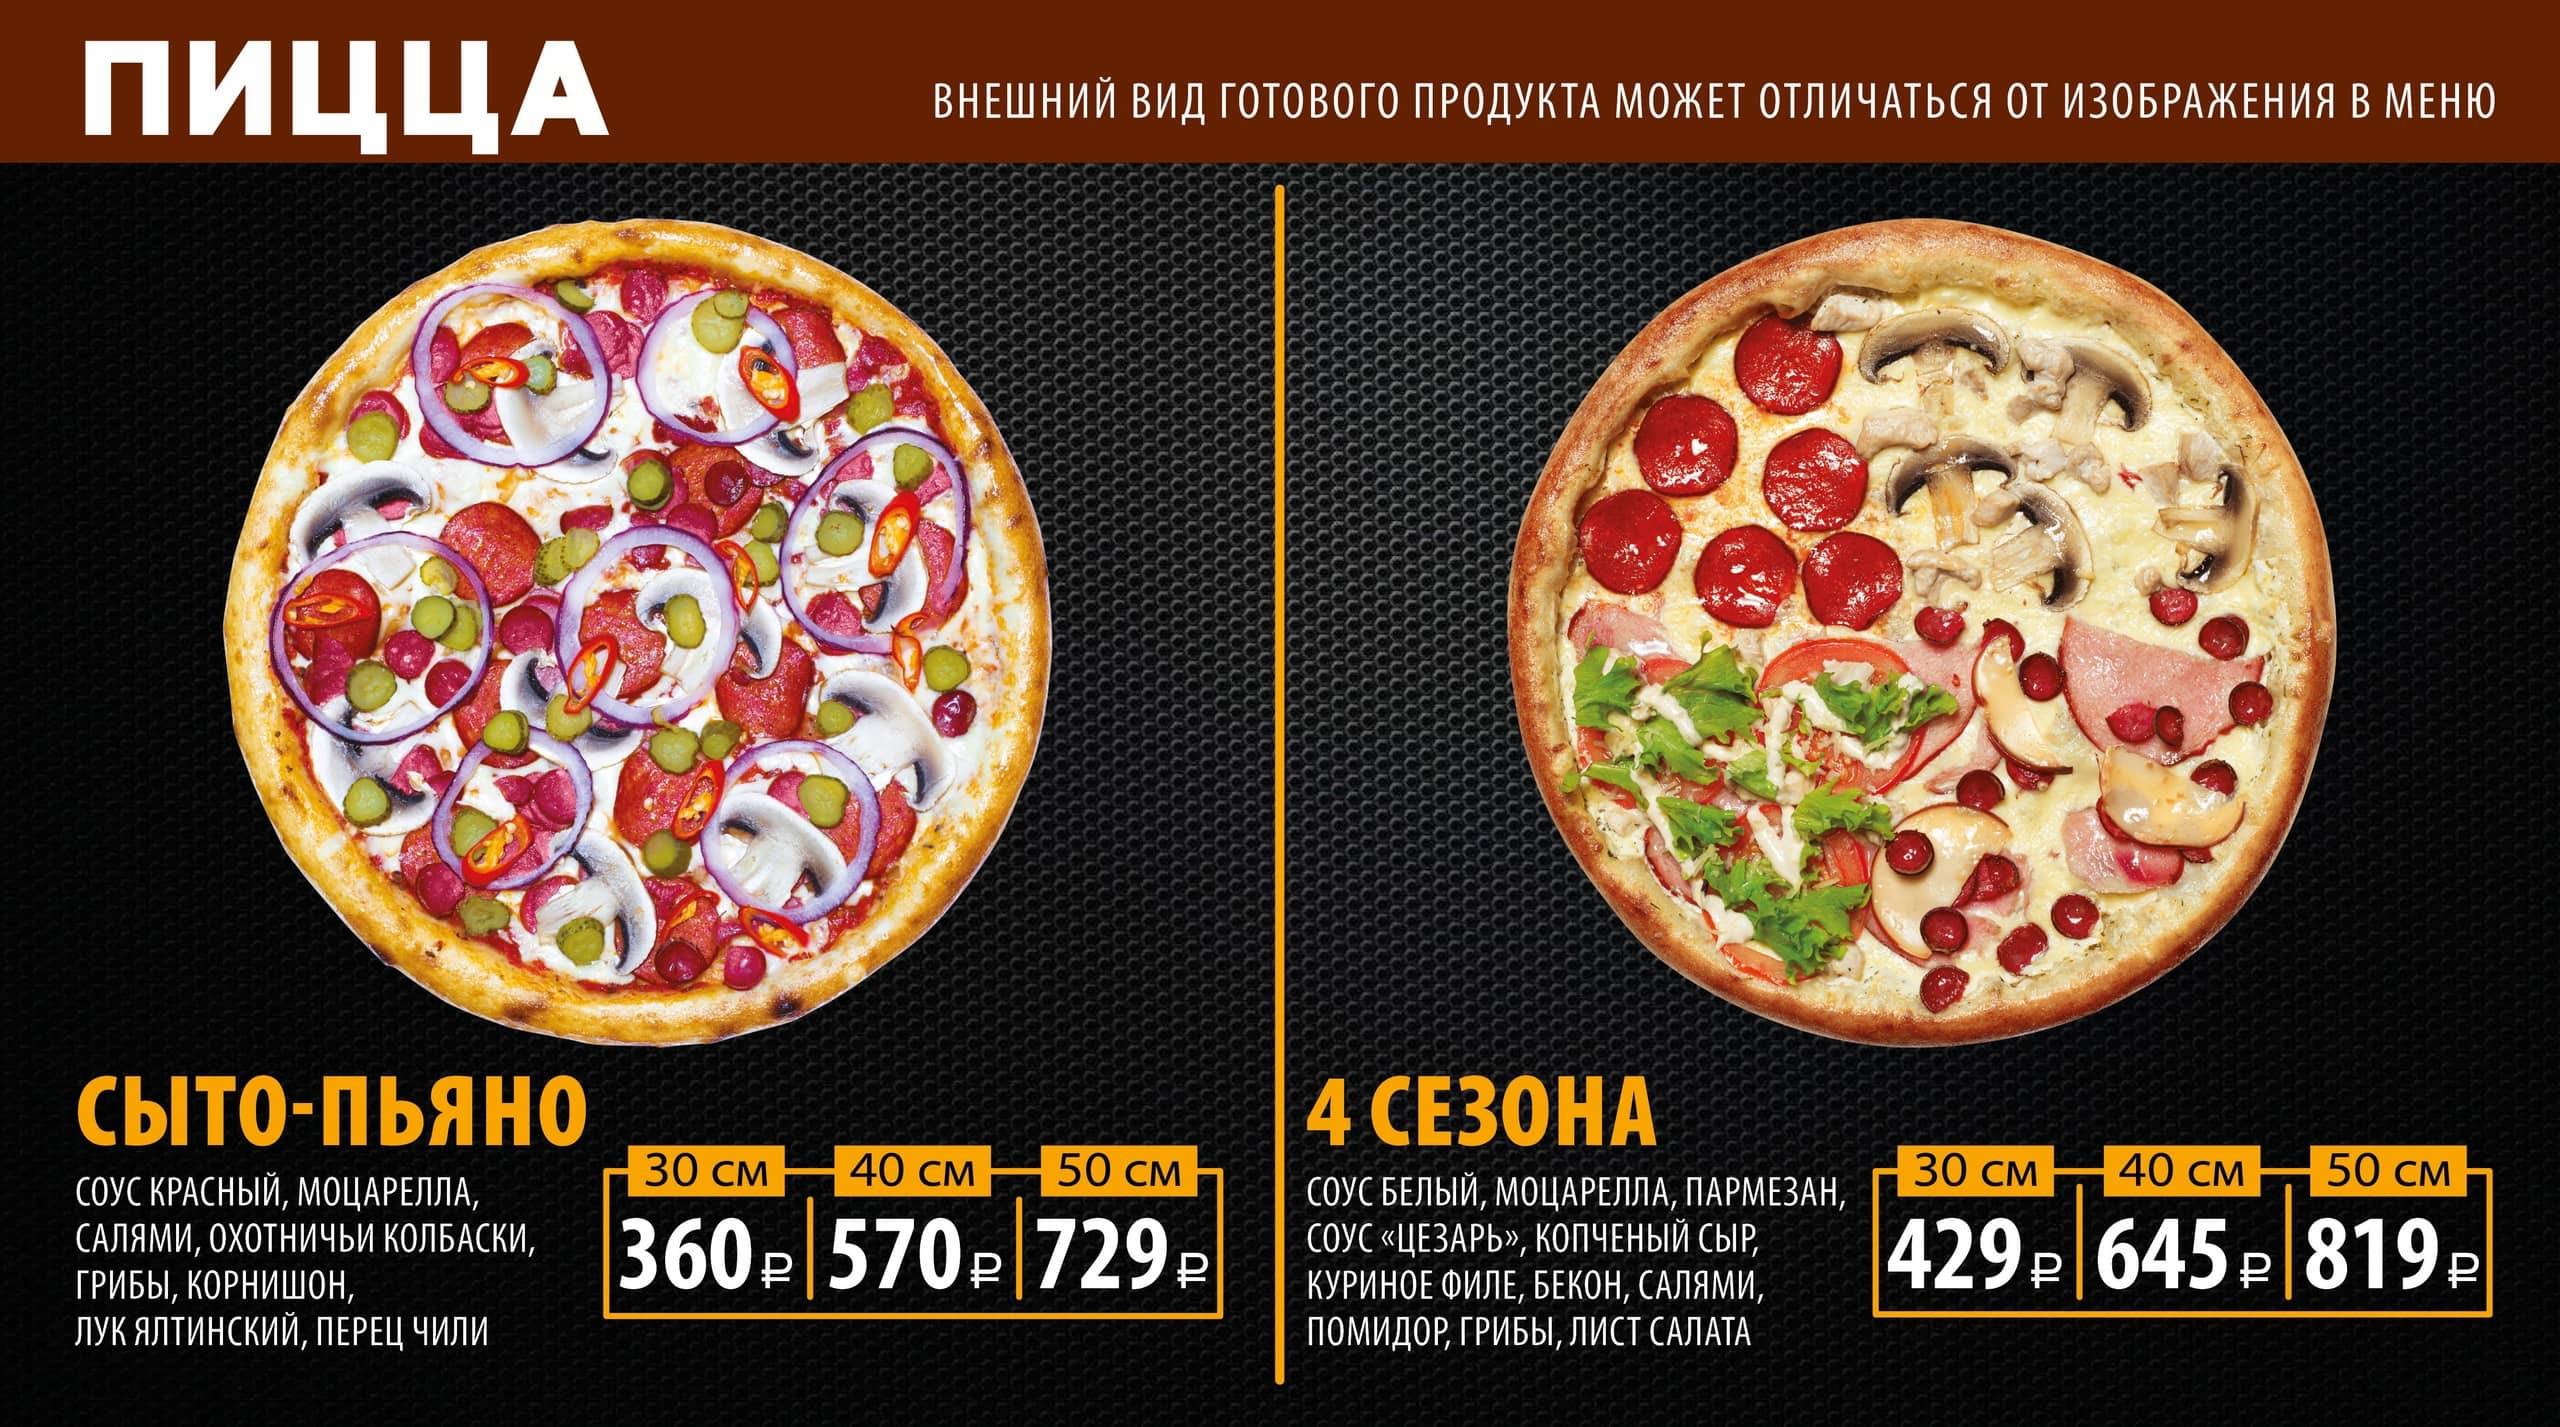 ПИЦЦА
ВНЕШНИЙ ВИД ГОТОВОГО ПРОДУКТА МОЖЕТ ОТЛИЧАТЬСЯ ОТ ИЗОБРАЖЕНИЯ В МЕНЮ
СЫТО-ПЬЯНО
СОУС КРАСНЫЙ, МОЦАРЕЛЛА,
САЛЯМИ, ОХОТНИЧЬИ КОЛБАСКИ,
ГРИБЫ, КОРНИШОН,
ЛУК ЯЛТИНСКИЙ, ПЕРЕЦ ЧИЛИ
30 СМ 40 СМ 50 СМ
360 ₽ 570 ₽ 729 ₽
4 СЕЗОНА
СОУС БЕЛЫЙ, МОЦАРЕЛЛА, ПАРМЕЗАН,
СОУС «ЦЕЗАРЬ», КОПЧЕНЫЙ СЫР,
КУРИНОЕ ФИЛЕ, БЕКОН, САЛЯМИ,
ПОМИДОР, ГРИБЫ, ЛИСТ САЛАТА
30 СМ 40 СМ 50 СМ
429 ₽ 645 ₽ 819 ₽